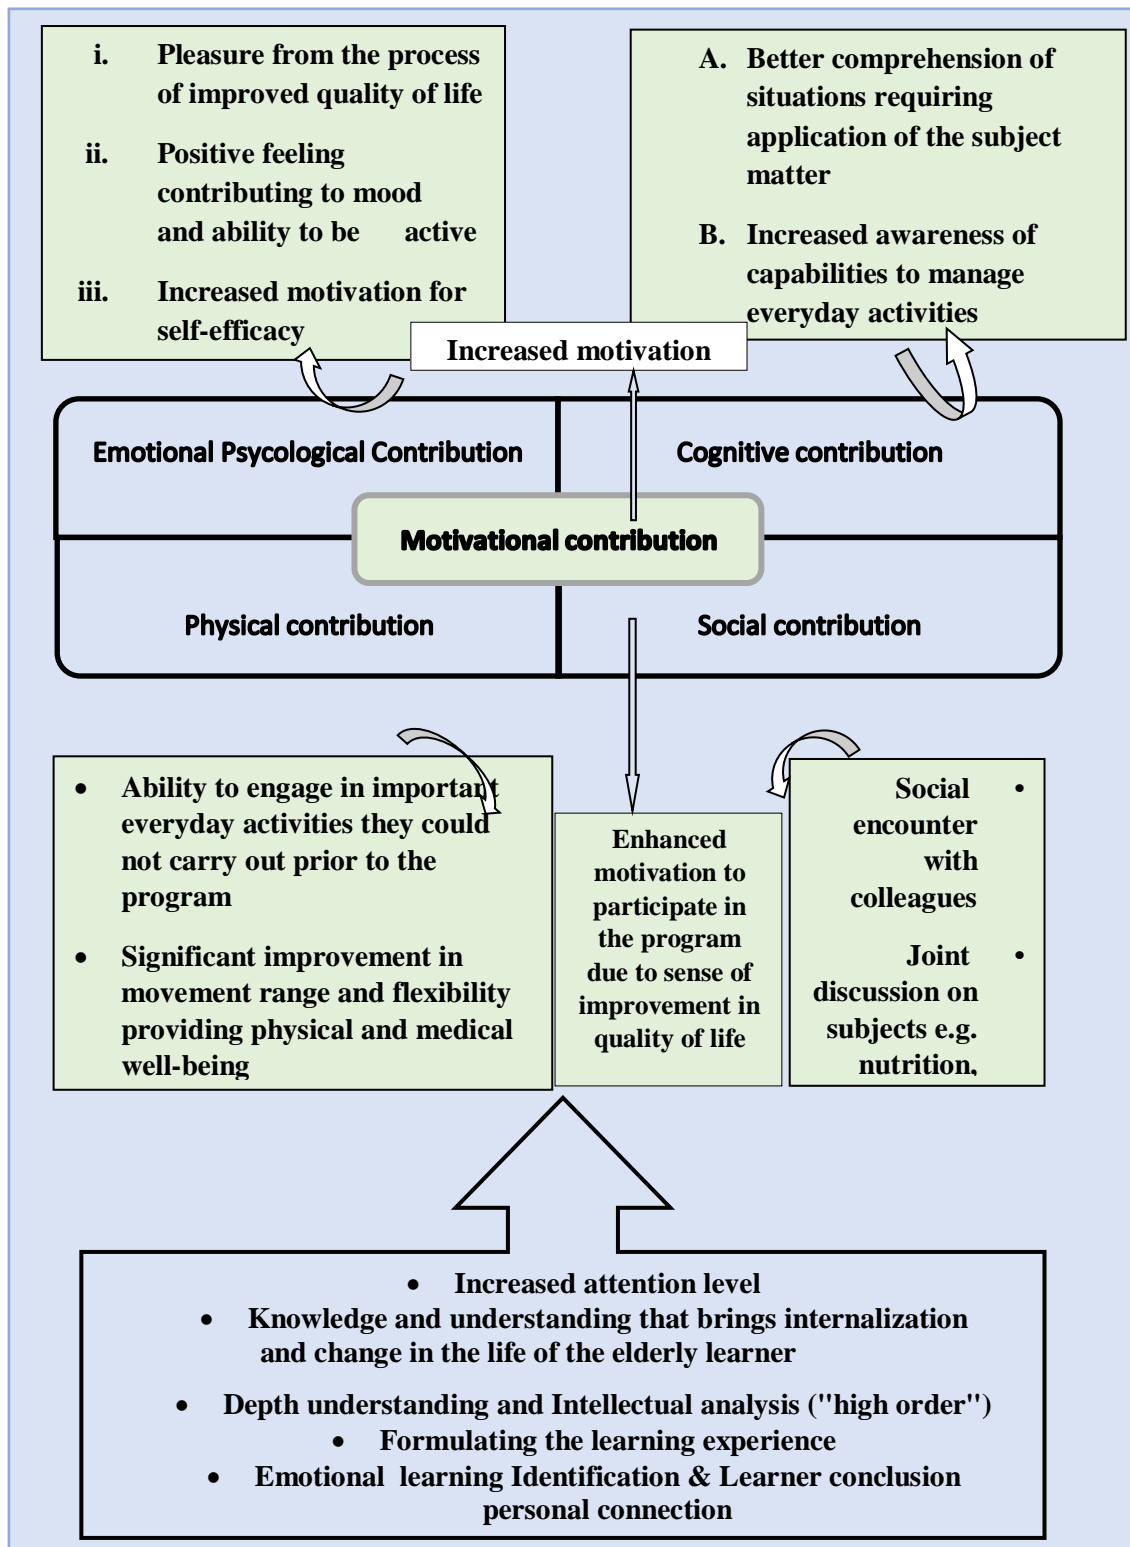 i. Pleasure from the process
of improved quality of life
ii. Positive feeling
contributing to mood
and ability to be active
iii. Increased motivation for
self-efficacy
A. Better comprehension of
situations requiring
application of the subject
matter
B. Increased awareness of
capabilities to manage
everyday activities
Increased motivation
Emotional Psycological Contribution
Cognitive contribution
Motivational contribution
Physical contribution
Social contribution
• Ability to engage in important
everyday activities they could
not carry out prior to the
program
• Significant improvement in
movement range and flexibility
providing physical and medical
well-being
Enhanced
motivation to
participate in
the program
due to sense of
improvement in
quality of life
Social •
encounter
with
colleagues
Joint •
discussion on
subjects e.g.
nutrition,
• Increased attention level
• Knowledge and understanding that brings internalization
and change in the life of the elderly learner
• Depth understanding and Intellectual analysis ("high order")
• Formulating the learning experience
• Emotional learning Identification & Learner conclusion
personal connection